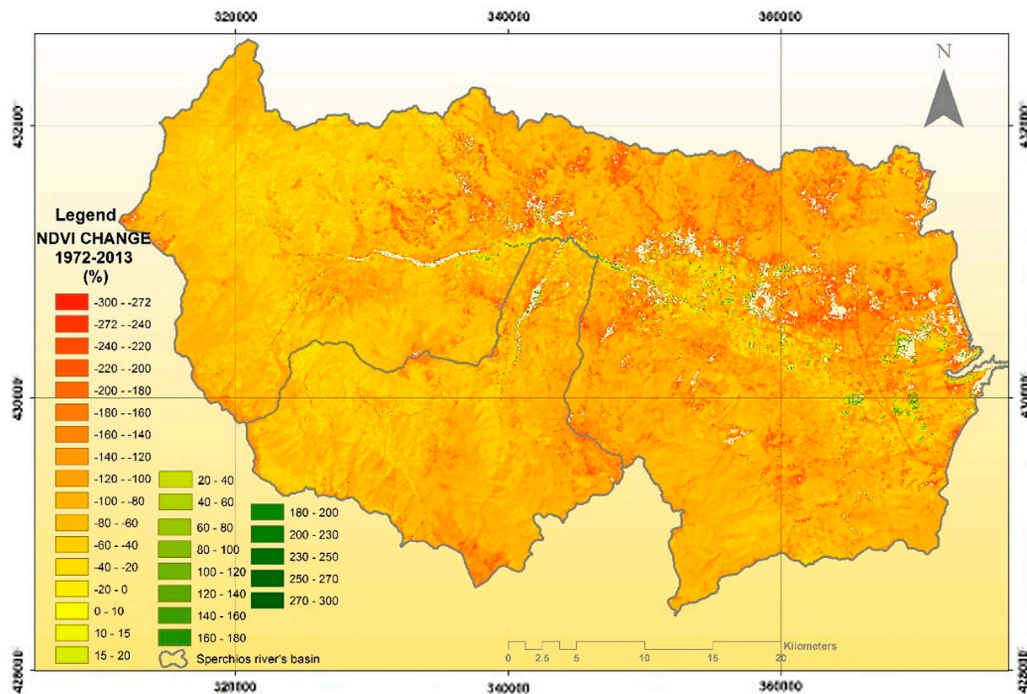 320000 340000 360000
N
Legend
NDVI CHANGE
1972-2013
(%)
-300 - -272
-272 - -240
-240 - -220
-220 - -200
-200 - -180
-180 - -160
-160 - -140
-140 - -120
-120 - -100
-100 - -80
-80 - -60
-60 - -40
-40 - -20
-20 - 0
0 - 10
10 - 15
15 - 20
20 - 40
40 - 60
60 - 80
80 - 100
100 - 120
120 - 140
140 - 160
160 - 180
180 - 200
200 - 230
230 - 250
250 - 270
270 - 300
Sperchios river's basin
Kilometers
0 2.5 5 10 15 20
320000 340000 360000